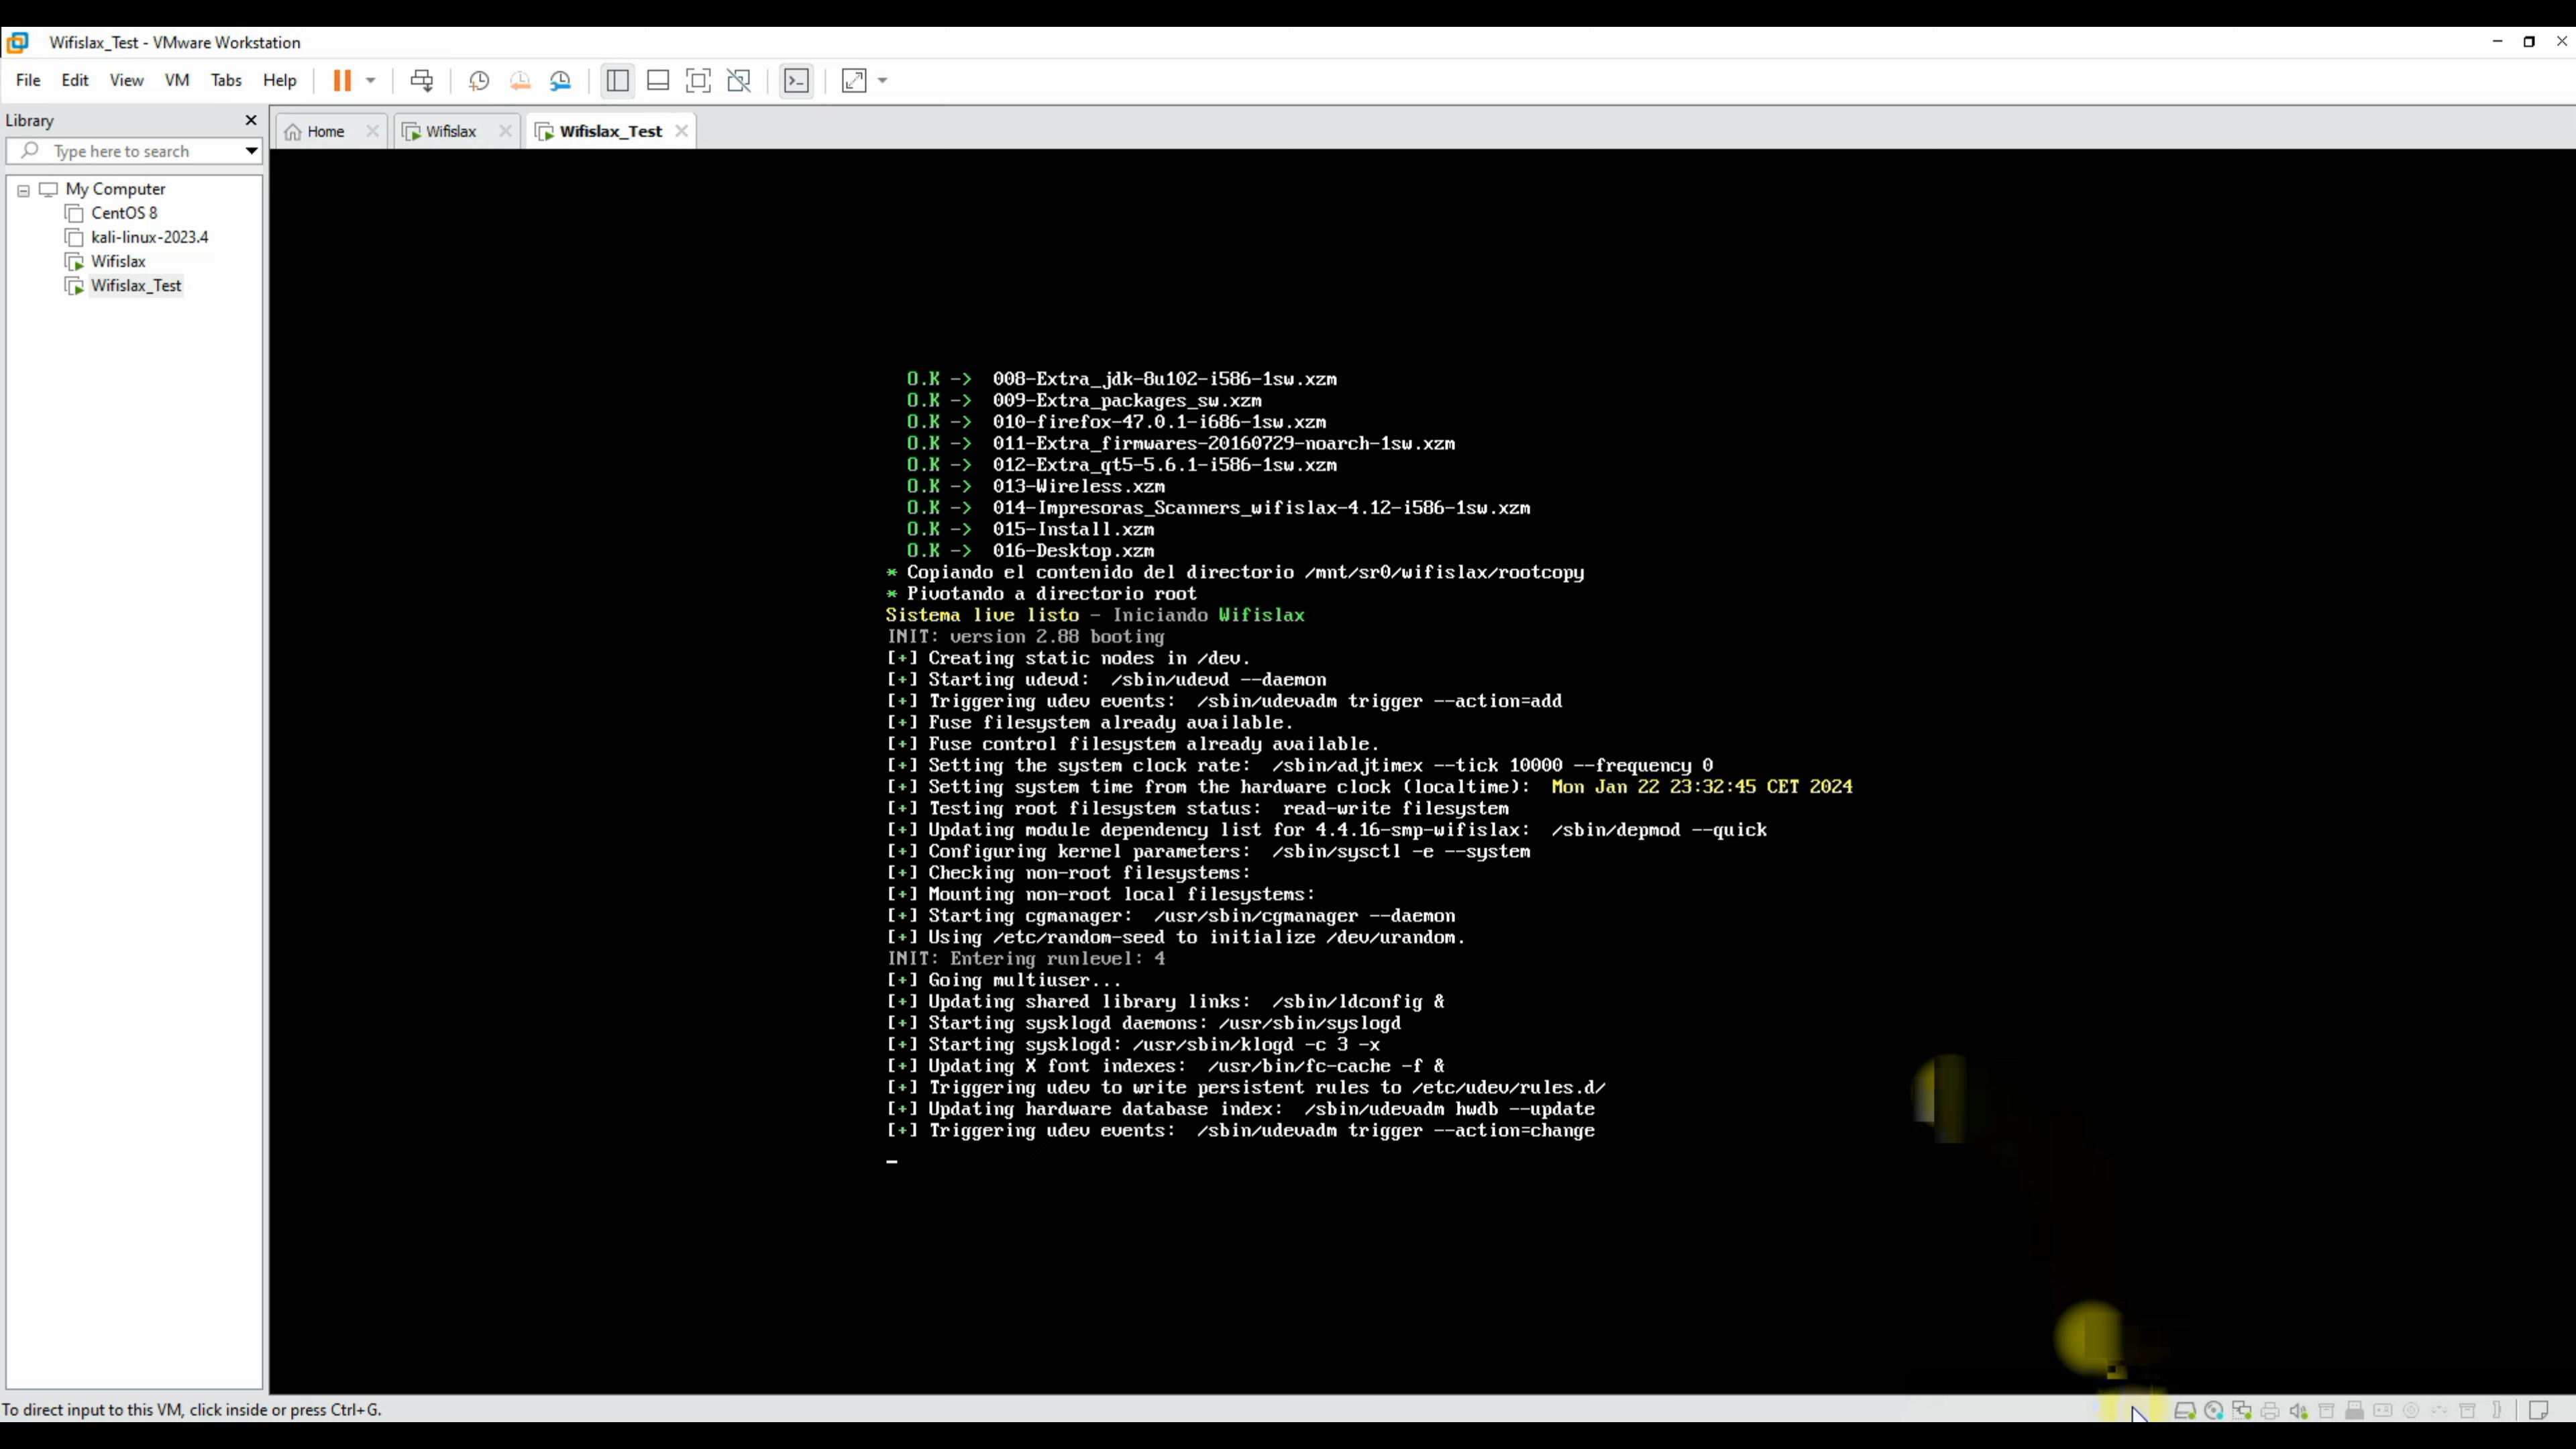 Wifislax_Test - VMware Workstation
File Edit View VM Tabs Help
Library
Home
Wifislax
Wifislax_Test
Type here to search
My Computer
CentOS 8
kali-linux-2023.4
Wifislax
Wifislax_Test
O.K -> 008-Extra_jdk-8u102-i586-1sw.xzm
O.K -> 009-Extra_packages_sw.xzm
O.K -> 010-firefox-47.0.1-i686-1sw.xzm
O.K -> 011-Extra_firmwares-20160729-noarch-1sw.xzm
O.K -> 012-Extra_qt5-5.6.1-i586-1sw.xzm
O.K -> 013-Wireless.xzm
O.K -> 014-Impresoras_Scanners_wifislax-4.12-i586-1sw.xzm
O.K -> 015-Install.xzm
O.K -> 016-Desktop.xzm
* Copiando el contenido del directorio /mnt/sr0/wifislax/rootcopy
* Pivotando a directorio root
Sistema live listo - Iniciando Wifislax
INIT: version 2.88 booting
[+] Creating static nodes in /dev.
[+] Starting udevd: /sbin/udevd --daemon
[+] Triggering udev events: /sbin/udevadm trigger --action=add
[+] Fuse filesystem already available.
[+] Fuse control filesystem already available.
[+] Setting the system clock rate: /sbin/adjtimex --tick 10000 --frequency 0
[+] Setting system time from the hardware clock (localtime): Mon Jan 22 23:32:45 CET 2024
[+] Testing root filesystem status: read-write filesystem
[+] Updating module dependency list for 4.4.16-smp-wifislax: /sbin/depmod --quick
[+] Configuring kernel parameters: /sbin/sysctl -e --system
[+] Checking non-root filesystems:
[+] Mounting non-root local filesystems:
[+] Starting cgmanager: /usr/sbin/cgmanager --daemon
[+] Using /etc/random-seed to initialize /dev/urandom.
INIT: Entering runlevel: 4
[+] Going multiuser...
[+] Updating shared library links: /sbin/ldconfig &
[+] Starting sysklogd daemons: /usr/sbin/syslogd
[+] Starting sysklogd: /usr/sbin/klogd -c 3 -x
[+] Updating X font indexes: /usr/bin/fc-cache -f &
[+] Triggering udev to write persistent rules to /etc/udev/rules.d/
[+] Updating hardware database index: /sbin/udevadm hwdb --update
[+] Triggering udev events: /sbin/udevadm trigger --action=change
To direct input to this VM, click inside or press Ctrl+G.